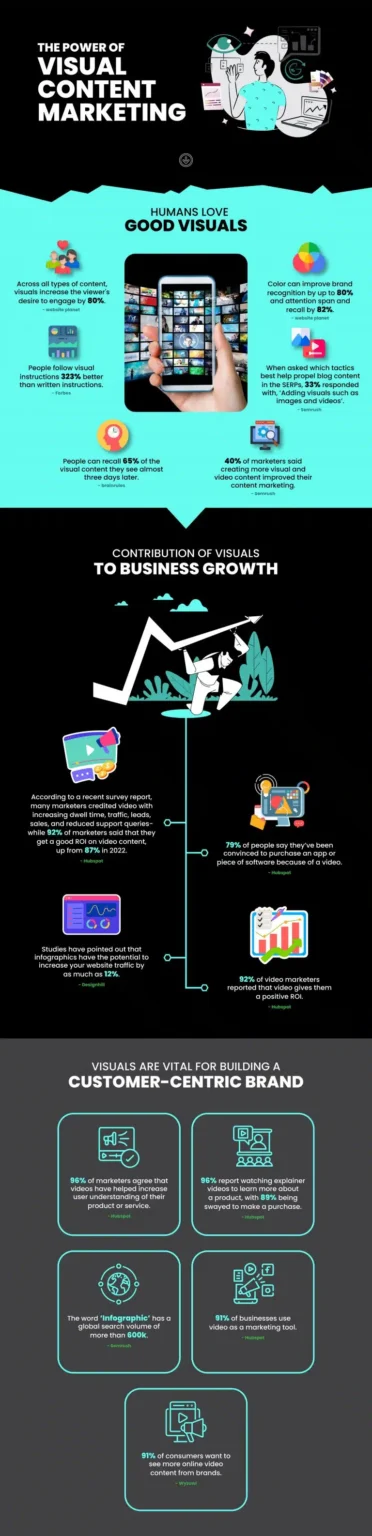 THE POWER OF
VISUAL
CONTENT
MARKETING
HUMANS LOVE
GOOD VISUALS
Across all types of content,
visuals increase the viewer's
desire to engage by 80%.
- website planet
Color can improve brand
recognition by up to 80%
and attention span and
recall by 82%.
- website planet
People follow visual
instructions 323% better
than written instructions.
- Forbes
When asked which tactics
best help propel blog content
in the SERPs, 33% responded
with, 'Adding visuals such as
images and videos'.
- Semrush
People can recall 65% of the
visual content they see almost
three days later.
- brainrules
40% of marketers said
creating more visual and
video content improved their
content marketing.
- Semrush
CONTRIBUTION OF VISUALS
TO BUSINESS GROWTH
According to a recent survey report,
many marketers credited video with
increasing dwell time, traffic, leads,
sales, and reduced support queries-
while 92% of marketers said that they
get a good ROI on video content,
up from 87% in 2022.
- Hubspot
79% of people say they've been
convinced to purchase an app or
piece of software because of a video.
- Hubspot
Studies have pointed out that
infographics have the potential to
increase your website traffic by
as much as 12%.
- Designhill
92% of video marketers
reported that video gives them
a positive ROI.
- Hubspot
VISUALS ARE VITAL FOR BUILDING A
CUSTOMER-CENTRIC BRAND
96% of marketers agree that
videos have helped increase
user understanding of their
product or service.
- Hubspot
96% report watching explainer
videos to learn more about
a product, with 89% being
swayed to make a purchase.
- Hubspot
The word 'Infographic' has a
global search volume of
more than 600k.
- Semrush
91% of businesses use
video as a marketing tool.
- Hubspot
91% of consumers want to
see more online video
content from brands.
- Wyzowl